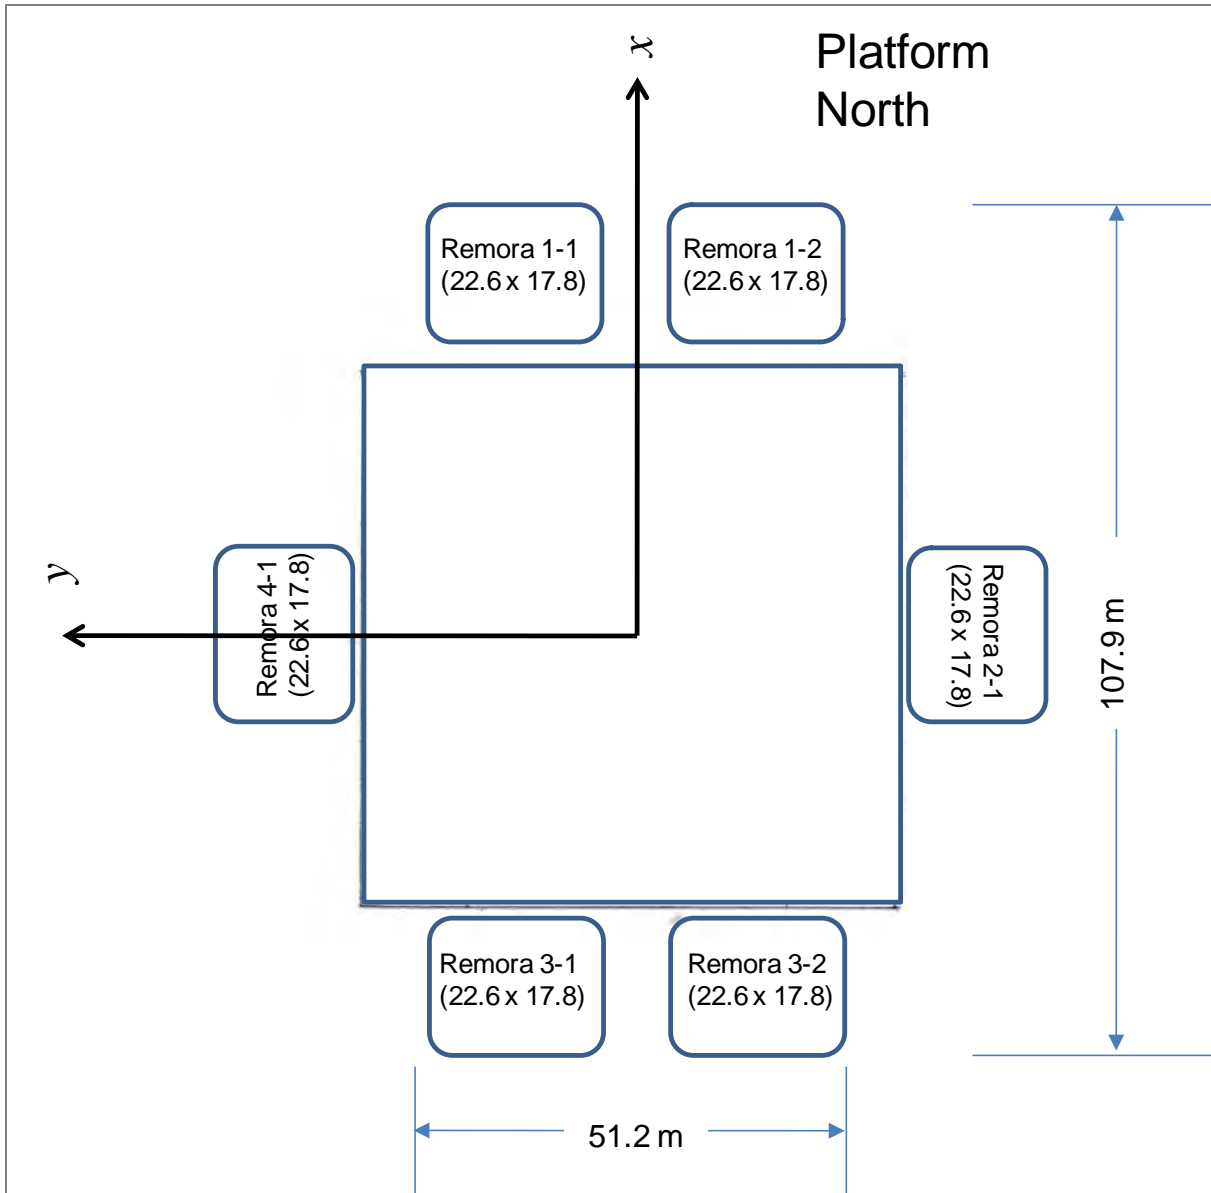 x
Platform
North
Remora 1-1
(22.6 x 17.8)
Remora 1-2
(22.6 x 17.8)
y
Remora 4-1
(22.6 x 17.8)
Remora 2-1
(22.6 x 17.8)
107.9 m
Remora 3-1
(22.6 x 17.8)
Remora 3-2
(22.6 x 17.8)
51.2 m